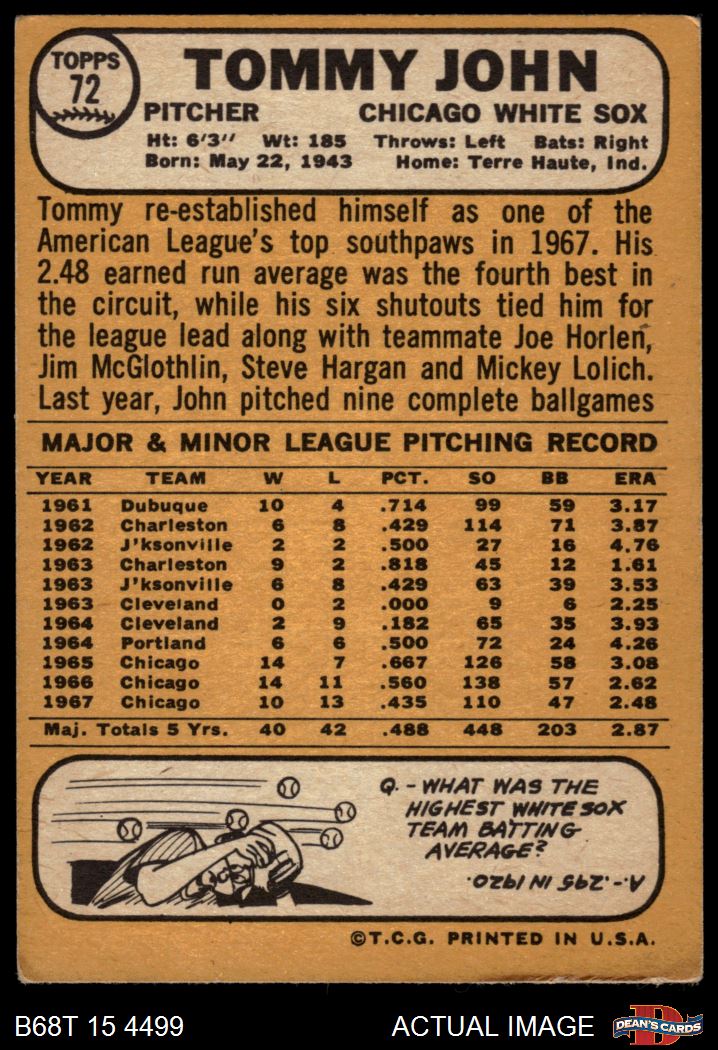 TOPPS
72
TOMMY JOHN
PITCHER CHICAGO WHITE SOX
Ht: 6'3" Wt: 185 Throws: Left Bats: Right
Born: May 22, 1943 Home: Terre Haute, Ind.
Tommy re-established himself as one of the
American League's top southpaws in 1967. His
2.48 earned run average was the fourth best in
the circuit, while his six shutouts tied him for
the league lead along with teammate Joe Horlen,
Jim McGlothlin, Steve Hargan and Mickey Lolich.
Last year, John pitched nine complete ballgames
MAJOR & MINOR LEAGUE PITCHING RECORD
YEAR TEAM W L PCT. SO BB ERA
1961 Dubuque 10 4 .714 99 59 3.17
1962 Charleston 6 8 .429 114 71 3.87
1962 J'ksonville 2 2 .500 27 16 4.76
1963 Charleston 9 2 .818 45 12 1.61
1963 J'ksonville 6 8 .429 63 39 3.53
1963 Cleveland 0 2 .000 9 6 2.25
1964 Cleveland 2 9 .182 65 35 3.93
1964 Portland 6 6 .500 72 24 4.26
1965 Chicago 14 7 .667 126 58 3.08
1966 Chicago 14 11 .560 138 57 2.62
1967 Chicago 10 13 .435 110 47 2.48
Maj. Totals 5 Yrs. 40 42 .488 448 203 2.87
Q. - WHAT WAS THE
HIGHEST WHITE SOX
TEAM BATTING
AVERAGE?
A. - .295 IN 1920.
©T.C.G. PRINTED IN U.S.A.
B68T 15 4499 ACTUAL IMAGE DEAN'S CARDS